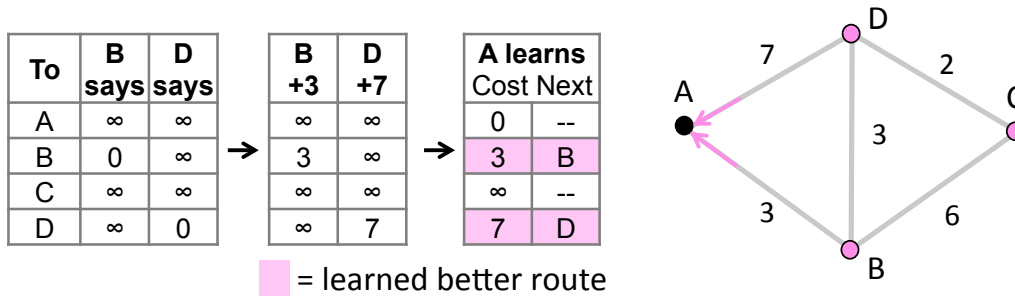 To B says D says
A ∞ ∞
B 0 ∞
C ∞ ∞
D ∞ 0
B +3 D +7
∞ ∞
3 ∞
∞ ∞
∞ 7
A learns
Cost Next
0 --
3 B
∞ --
7 D
= learned better route
D
7
2
A
C
3
3
6
B